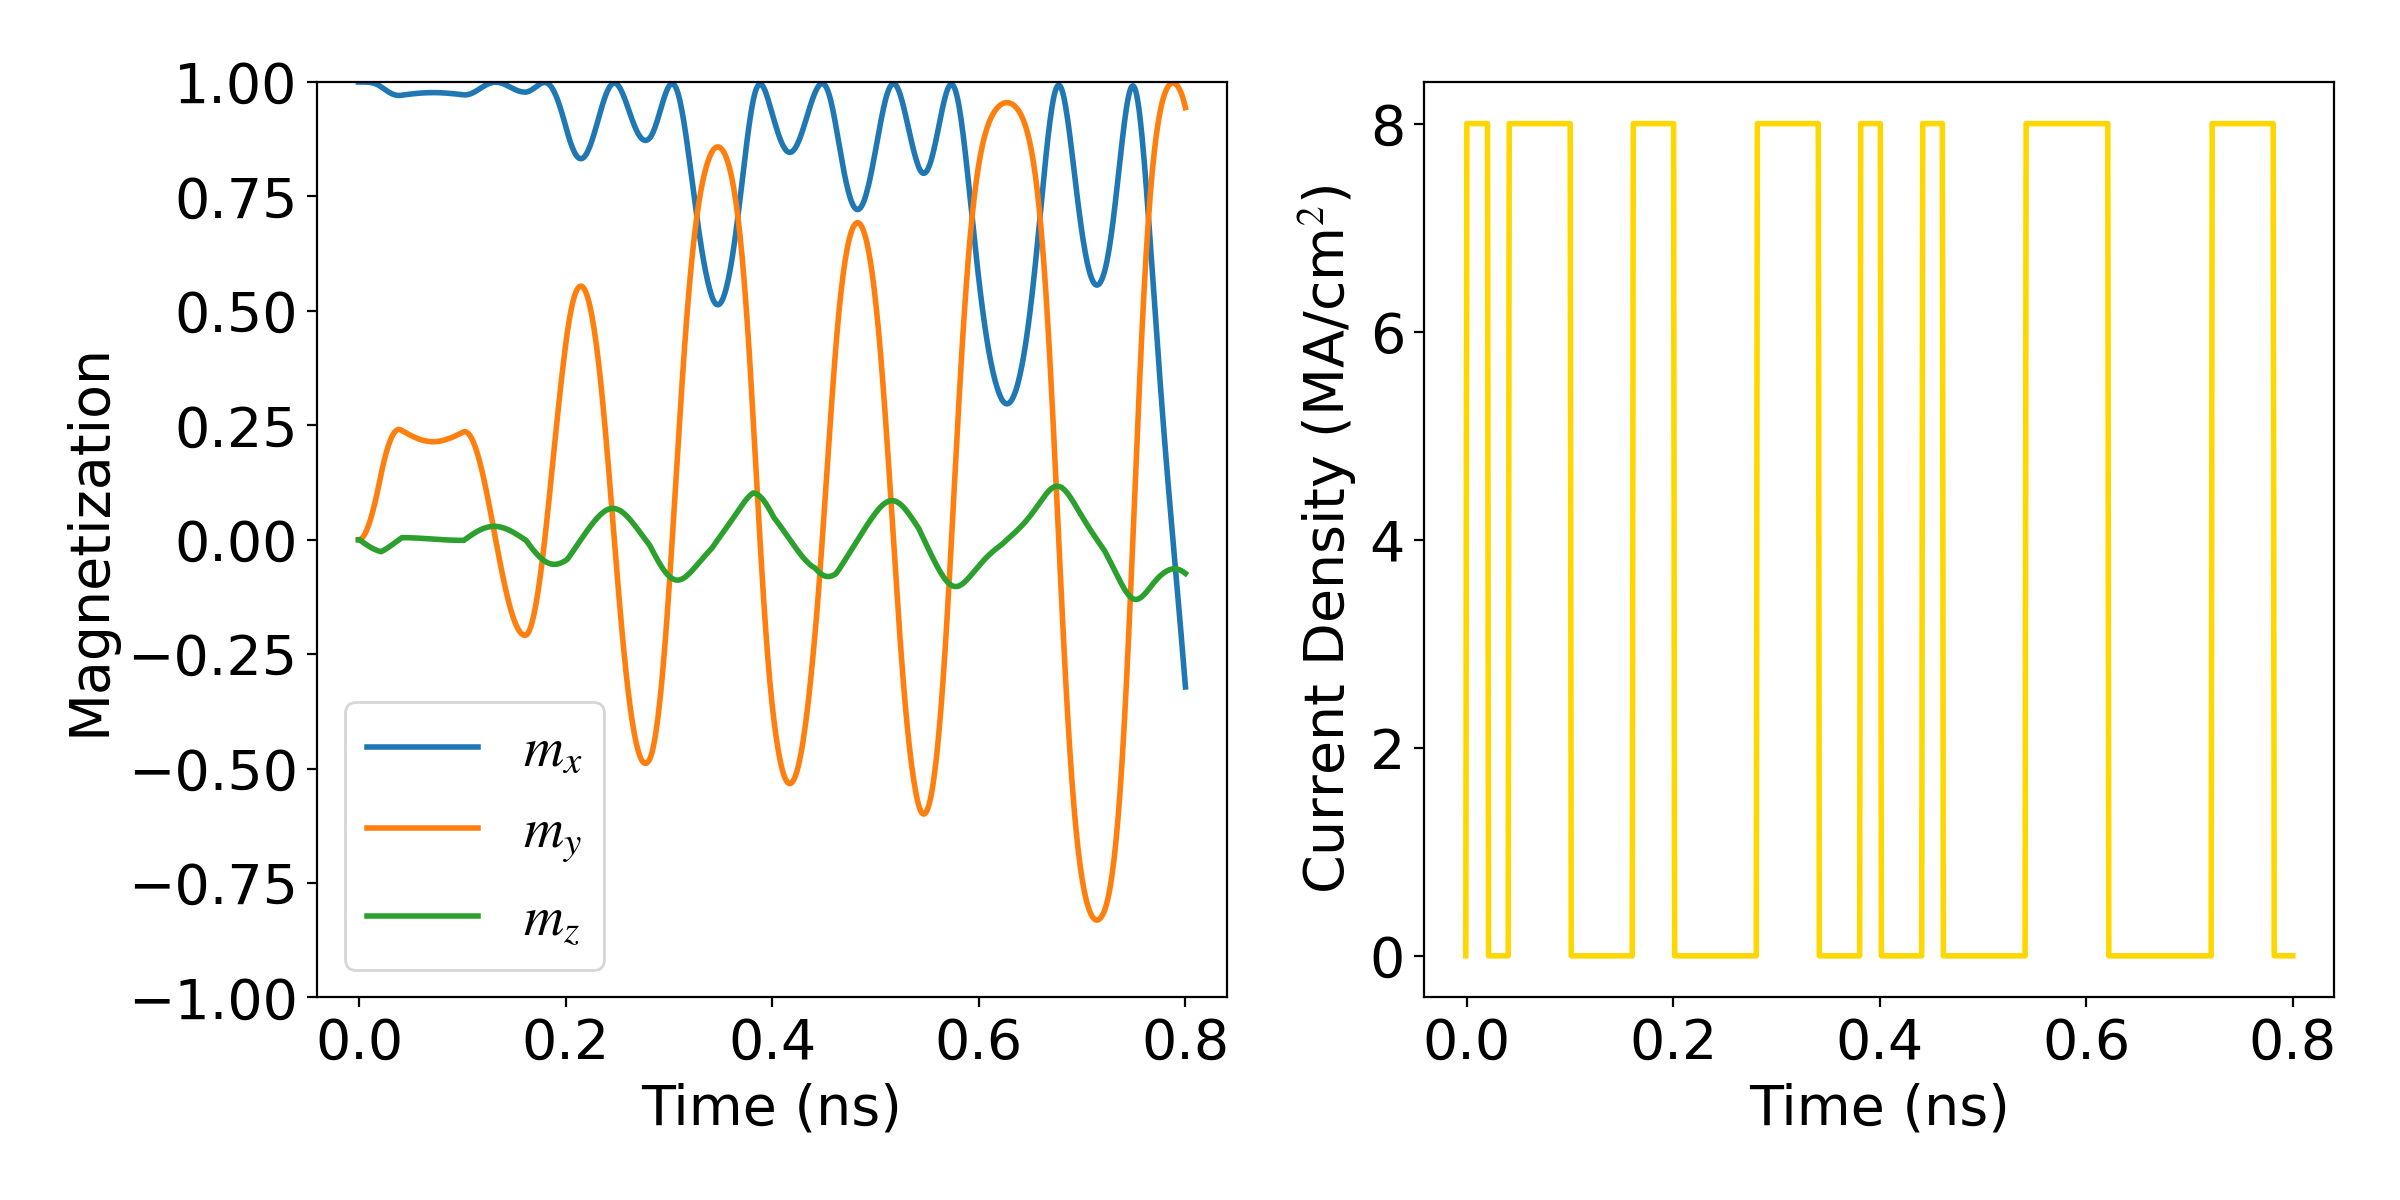 Magnetization
1.00
0.75
0.50
0.25
0.00
−0.25
−0.50
−0.75
−1.00
m_x
m_y
m_z
0.0 0.2 0.4 0.6 0.8
Time (ns)
Current Density (MA/cm²)
8
6
4
2
0
0.0 0.2 0.4 0.6 0.8
Time (ns)